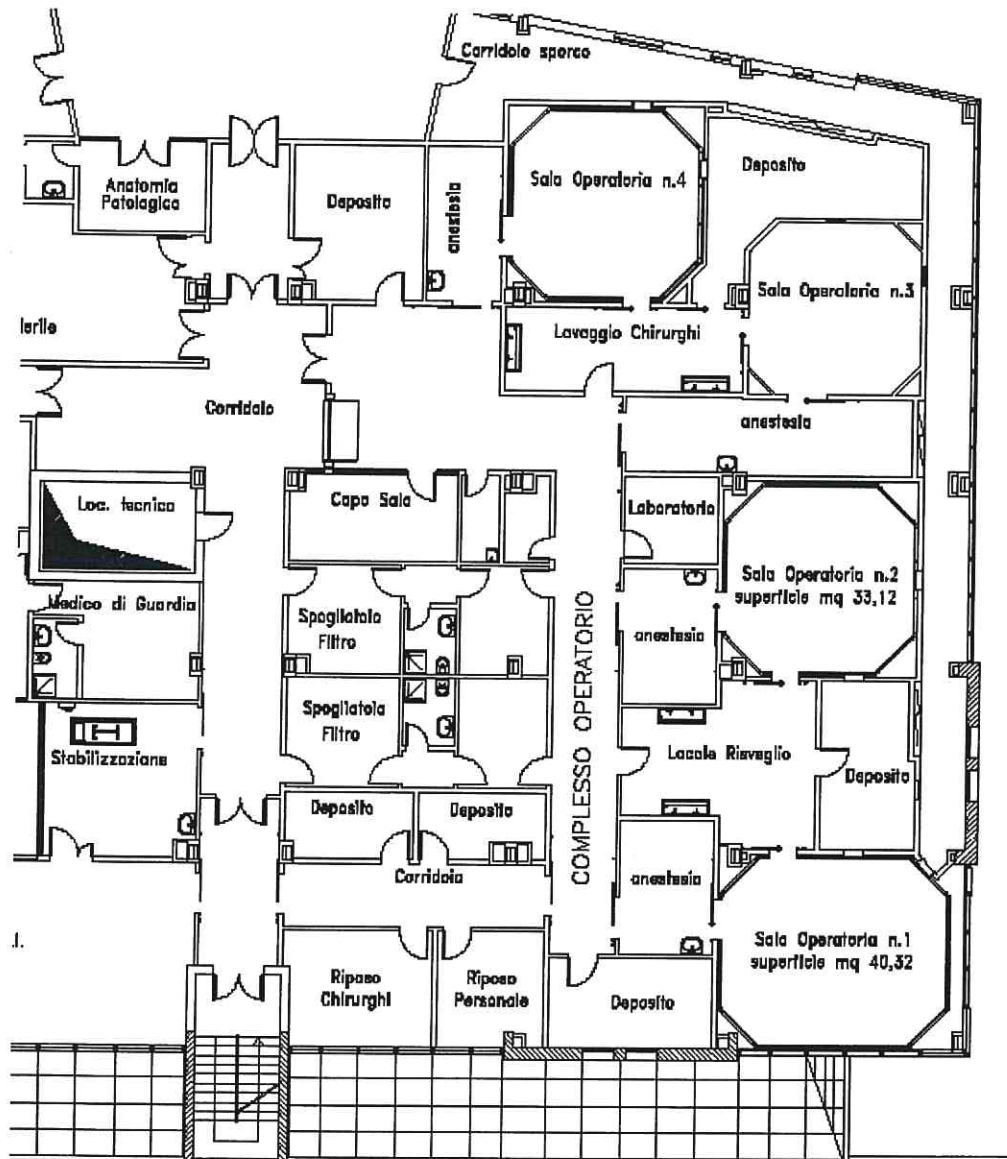 Corridoio sporco
Anatomia
Patologica
Deposito
anestesia
Sala Operatoria n.4
Deposito
Sala Operatoria n.3
terile
Lavaggio Chirurghi
Corridoio
anestesia
Loc. tecnico
Capo Sala
Laboratorio
Sala Operatoria n.2
superficie mq 33,12
Medico di Guardia
Spogliatoio
Filtro
anestesia
COMPLESSO OPERATORIO
Spogliatoio
Filtro
Stabilizzazione
Locale Risveglio
Deposito
Deposito
Deposito
Corridoio
anestesia
Sala Operatoria n.1
superficie mq 40,32
.I.
Riposo
Chirurghi
Riposo
Personale
Deposito